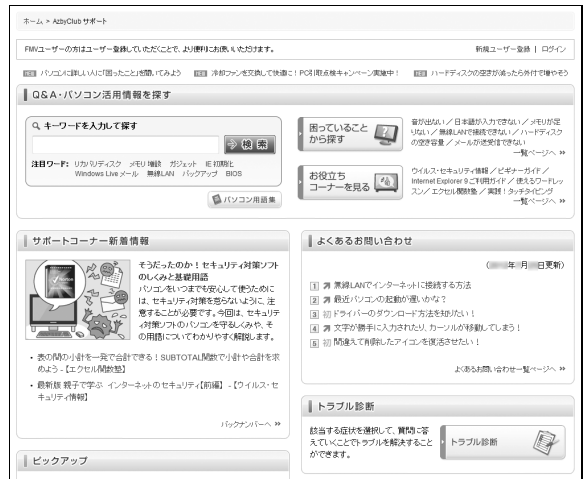 ホーム > AzbyClub サポート
FMVユーザーの方はユーザー登録していただくことで、より便利にお使いいただけます。
新規ユーザー登録 | ログイン
パソコンに詳しい人に「困ったこと」を聞いてみよう
冷却ファンを交換して快適に！PC引取点検キャンペーン実施中！
ハードディスクの空きが減ったら外付で増やそう
Q&A・パソコン活用情報を探す
キーワードを入力して探す
検索
注目ワード: リカバリディスク メモリ増設 ガジェット IE初期化
Windows Live メール 無線LAN バックアップ BIOS
パソコン用語集
困っていること
から探す
音が出ない／日本語が入力できない／メモリが足
りない／無線LANで接続できない／ハードディスク
の空き容量／メールが送受信できない
一覧ページへ »
お役立ち
コーナーを見る
ウイルス・セキュリティ情報／ビギナーガイド／
Internet Explorer 9ご利用ガイド／使えるワードレッ
スン／エクセル関数塾／実践！タッチタイピング
一覧ページへ »
サポートコーナー新着情報
そうだったのか！セキュリティ対策ソフト
のしくみと基礎用語
パソコンをいつまでも安心して使うために
は、セキュリティ対策を怠らないように、注
意することが必要です。今回は、セキュリテ
ィ対策ソフトのパソコンを守るしくみや、そ
の用語についてわかりやすく解説します。
・表の間の小計を一発で合計できる！SUBTOTAL関数で小計や合計を求
めよう -【エクセル関数塾】
・最新版 親子で学ぶ インターネットのセキュリティ【前編】 -【ウイルス・セ
キュリティ情報】
バックナンバーへ »
ピックアップ
よくあるお問い合わせ
(年月日更新)
1 無線LANでインターネットに接続する方法
2 最近パソコンの起動が遅いかな？
3 初 ドライバーのダウンロード方法を知りたい！
4 文字が勝手に入力されたり、カーソルが移動してしまう！
5 初 間違えて削除したアイコンを復活させたい！
よくあるお問い合わせ一覧ページへ »
トラブル診断
該当する症状を選択して、質問に答
えていくことでトラブルを解決すること
ができます。
トラブル診断